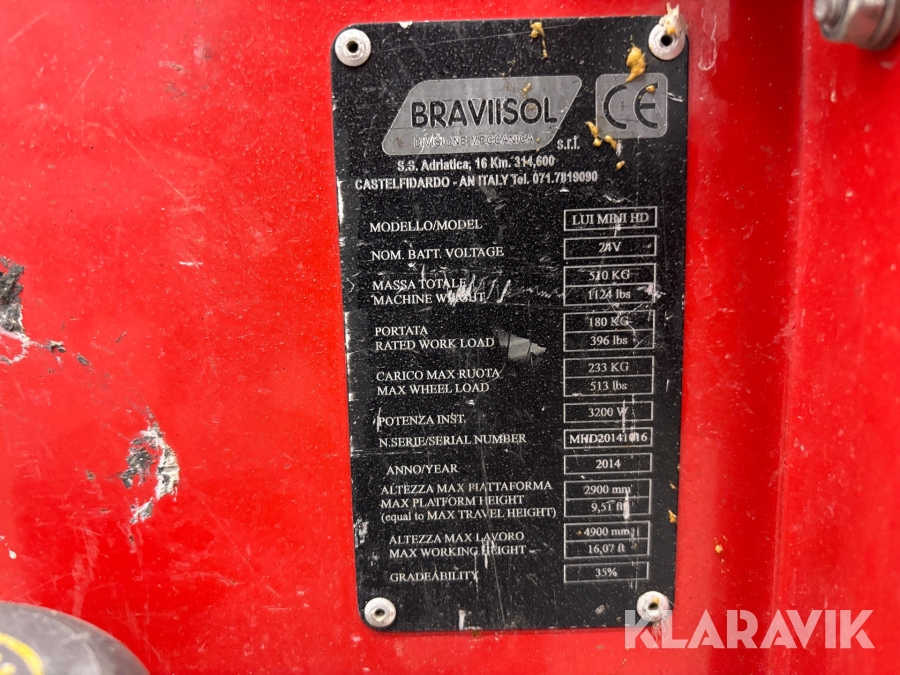 BRAVIISOL
DIVISIONE MECCANICA s.r.l.
CE
S.S. Adriatica, 16 Km. 314,600
CASTELFIDARDO - AN ITALY Tel. 071.7819090
MODELLO/MODEL LUI MINI HD
NOM. BATT. VOLTAGE 24V
MASSA TOTALE 510 KG
MACHINE WEIGHT 1124 lbs
PORTATA 180 KG
RATED WORK LOAD 396 lbs
CARICO MAX RUOTA 233 KG
MAX WHEEL LOAD 513 lbs
POTENZA INST. 3200 W
N.SERIE/SERIAL NUMBER MHD20141016
ANNO/YEAR 2014
ALTEZZA MAX PIATTAFORMA 2900 mm
MAX PLATFORM HEIGHT 9,51 ft
(equal to MAX TRAVEL HEIGHT)
ALTEZZA MAX LAVORO 4900 mm
MAX WORKING HEIGHT 16,07 ft
GRADEABILITY 35%
KLARAVIK